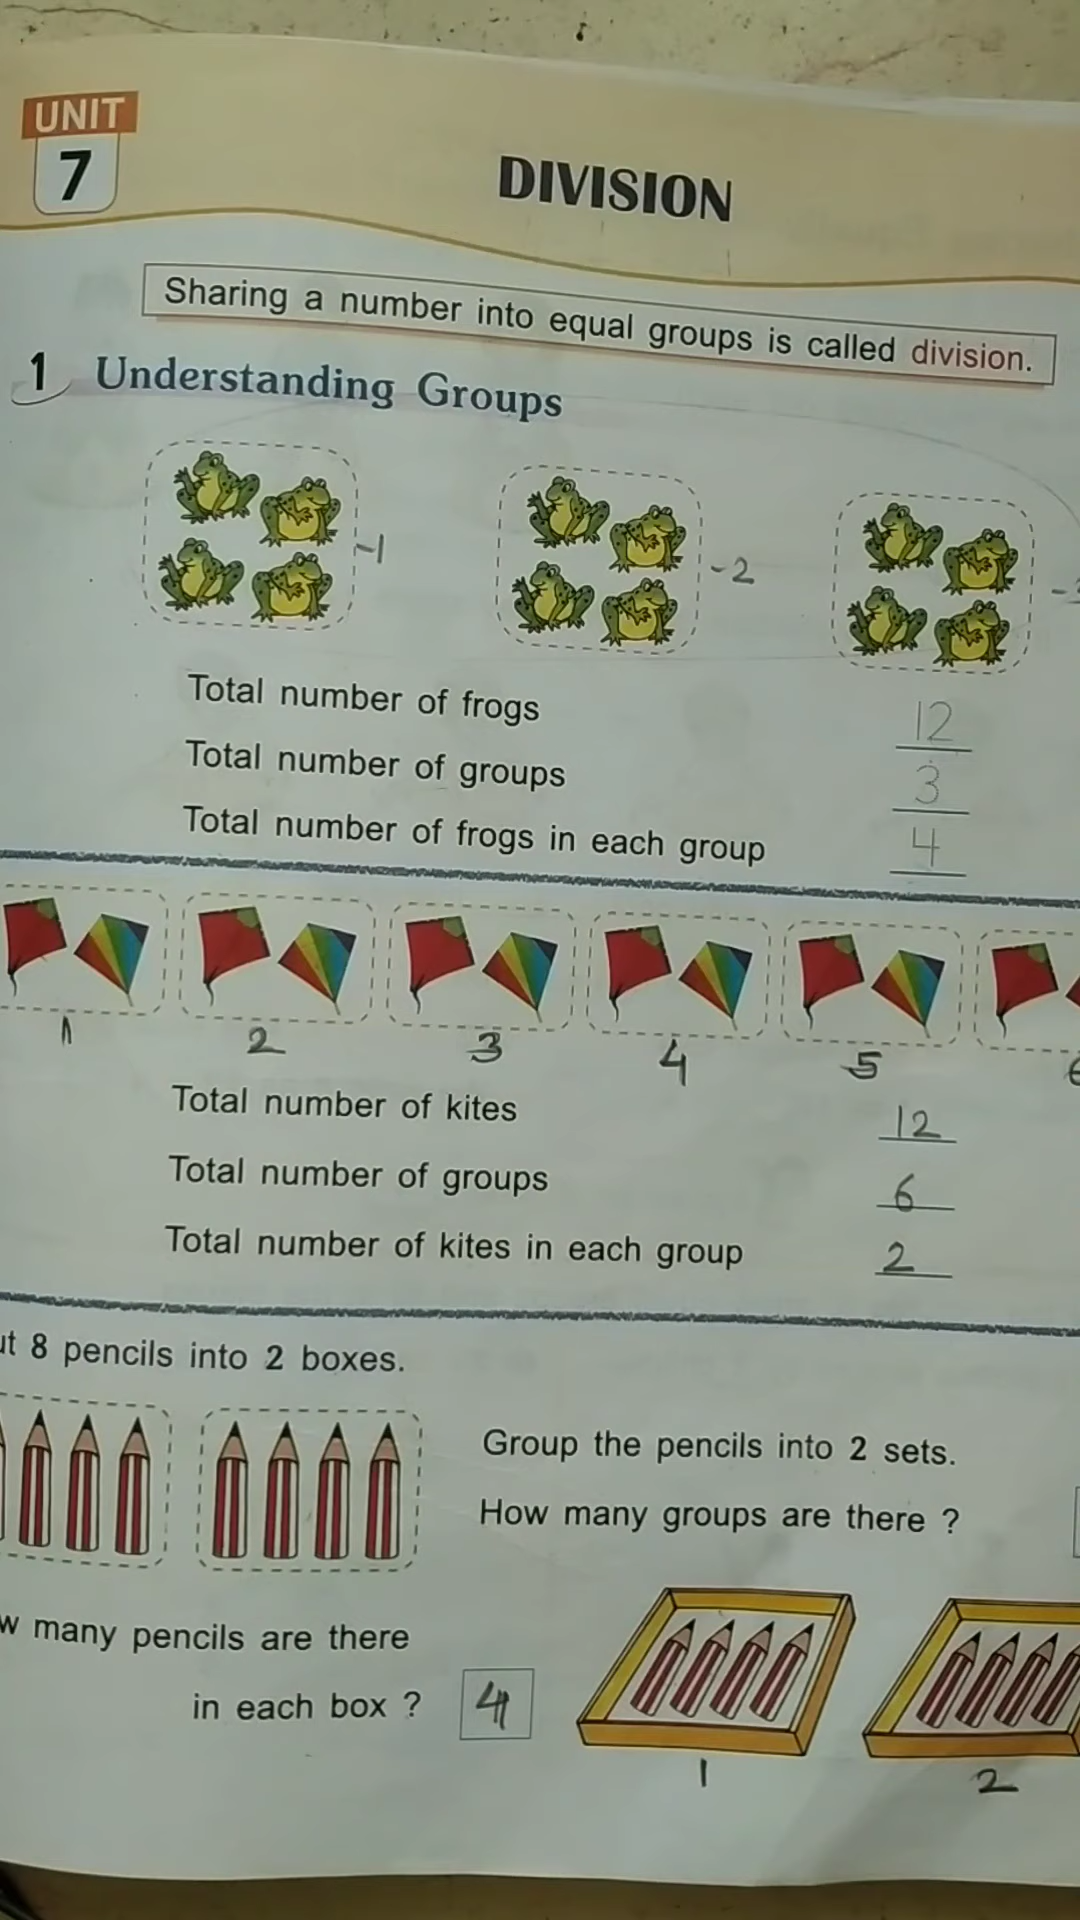 UNIT
7
DIVISION
Sharing a number into equal groups is called division.
1 Understanding Groups
-1
-2
Total number of frogs 12
Total number of groups 3
Total number of frogs in each group 4
1 2 3 4 5
Total number of kites 12
Total number of groups 6
Total number of kites in each group 2
8 pencils into 2 boxes.
Group the pencils into 2 sets.
How many groups are there ?
many pencils are there
in each box ? 4
1 2